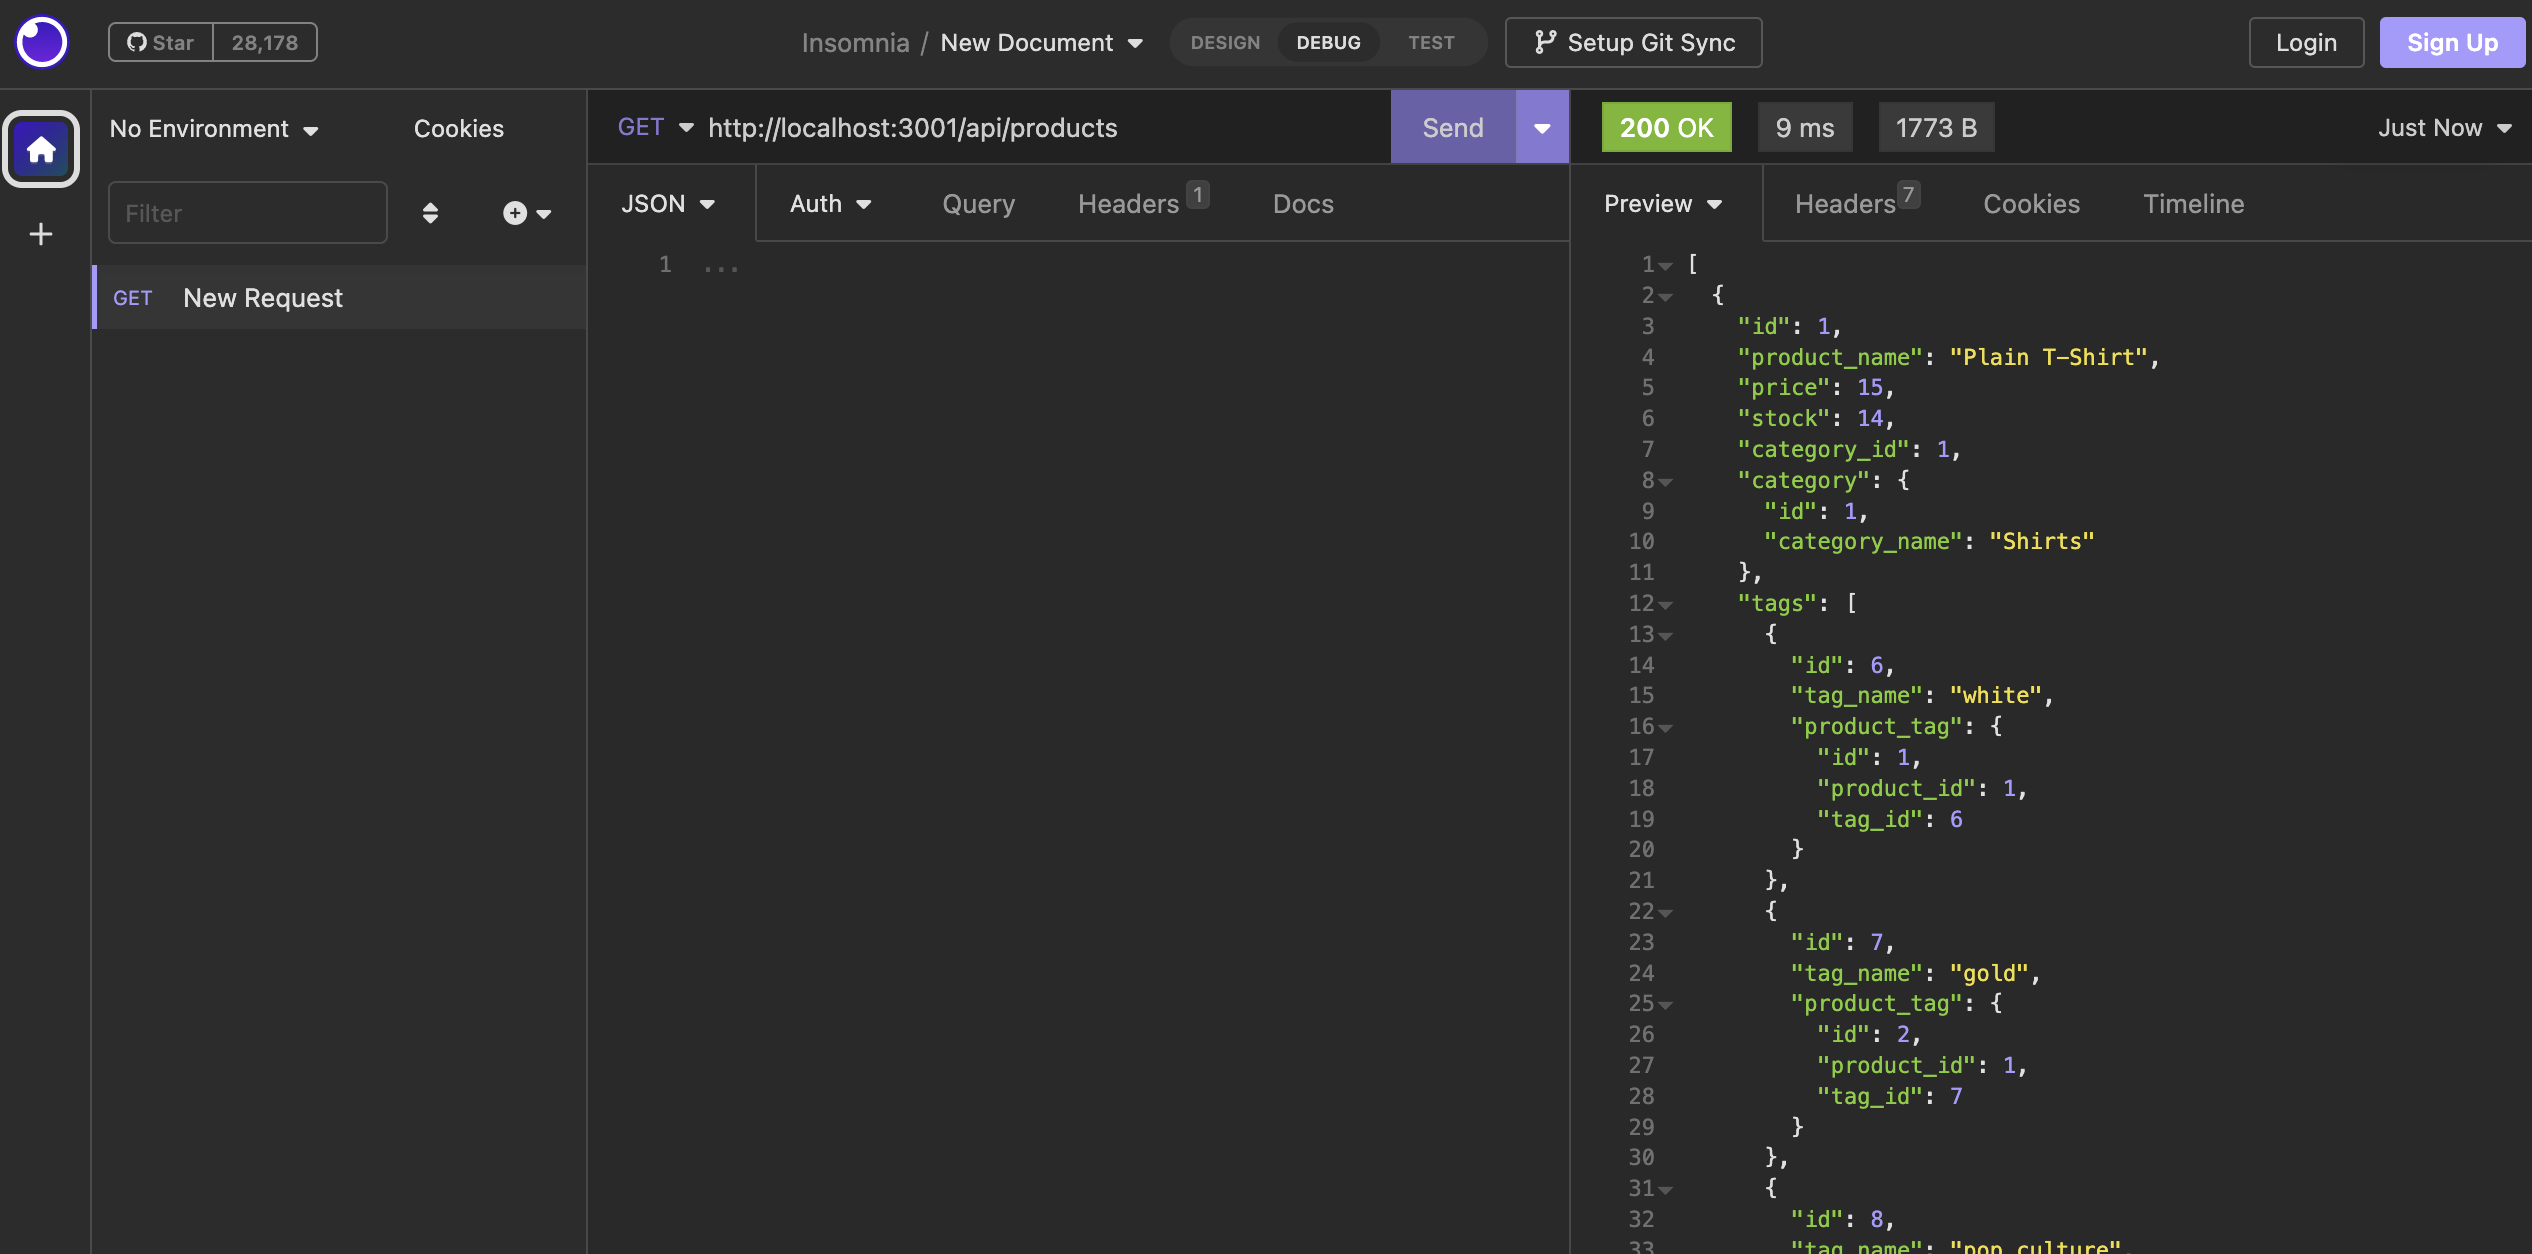 Star 28,178
Insomnia / New Document
DESIGN DEBUG TEST
Setup Git Sync
Login
Sign Up
No Environment
Cookies
Filter
GET New Request
GET http://localhost:3001/api/products
Send
JSON Auth Query Headers 1 Docs
1 ...
200 OK 9 ms 1773 B Just Now
Preview Headers 7 Cookies Timeline
1 [
2 {
3 "id": 1,
4 "product_name": "Plain T-Shirt",
5 "price": 15,
6 "stock": 14,
7 "category_id": 1,
8 "category": {
9 "id": 1,
10 "category_name": "Shirts"
11 },
12 "tags": [
13 {
14 "id": 6,
15 "tag_name": "white",
16 "product_tag": {
17 "id": 1,
18 "product_id": 1,
19 "tag_id": 6
20 }
21 },
22 {
23 "id": 7,
24 "tag_name": "gold",
25 "product_tag": {
26 "id": 2,
27 "product_id": 1,
28 "tag_id": 7
29 }
30 },
31 {
32 "id": 8,
33 "tag_name": "pop culture",